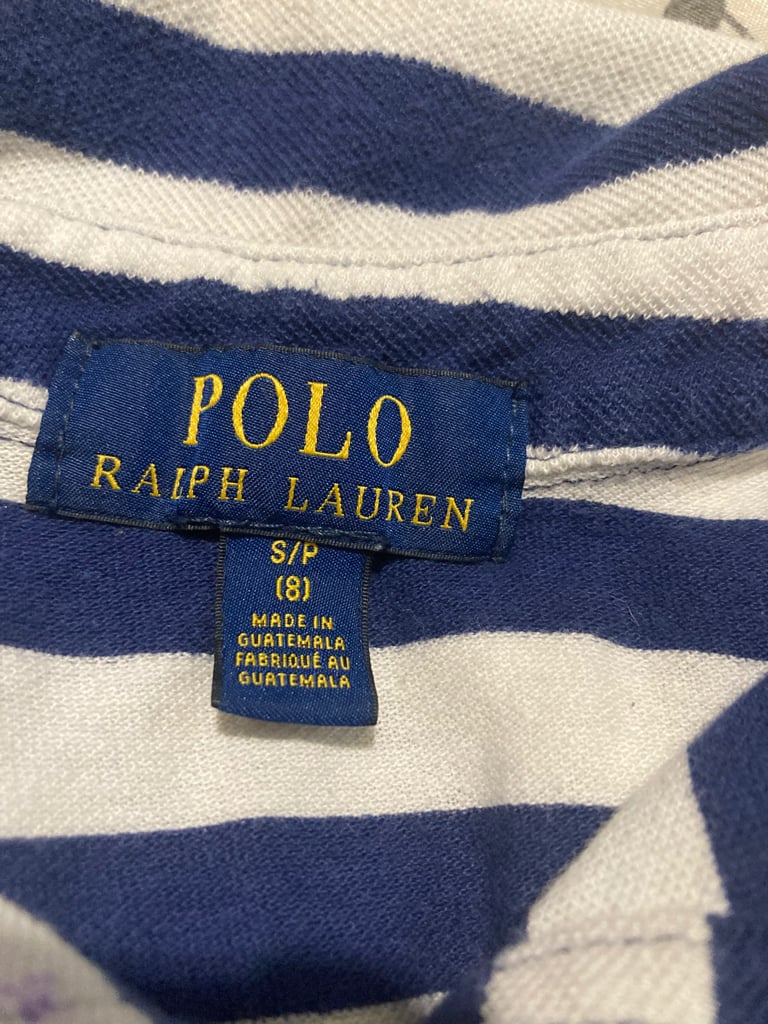 POLO
RALPH LAUREN
S/P
(8)
MADE IN
GUATEMALA
FABRIQUÉ AU
GUATEMALA